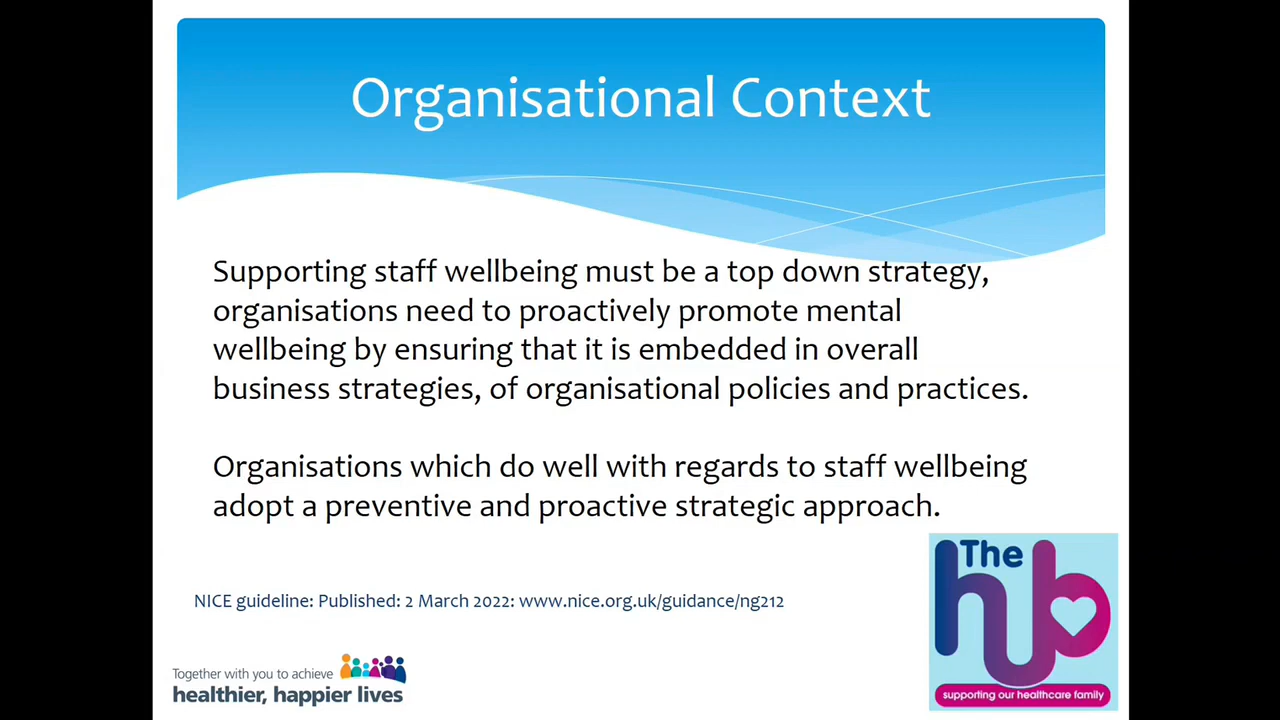 Organisational Context
Supporting staff wellbeing must be a top down strategy,
organisations need to proactively promote mental
wellbeing by ensuring that it is embedded in overall
business strategies, of organisational policies and practices.
Organisations which do well with regards to staff wellbeing
adopt a preventive and proactive strategic approach.
NICE guideline: Published: 2 March 2022: www.nice.org.uk/guidance/ng212
Together with you to achieve
healthier, happier lives
The
hub
supporting our healthcare family